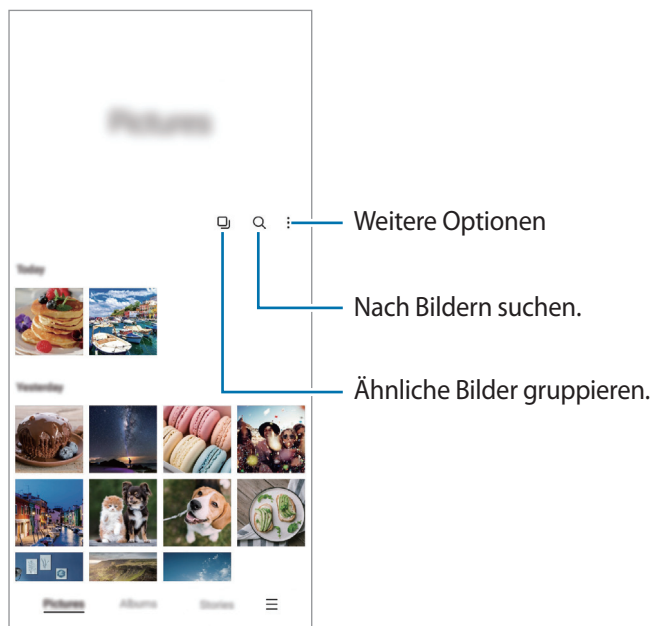 Pictures
Weitere Optionen
Today
Nach Bildern suchen.
Yesterday
Ähnliche Bilder gruppieren.
Pictures Albums Stories